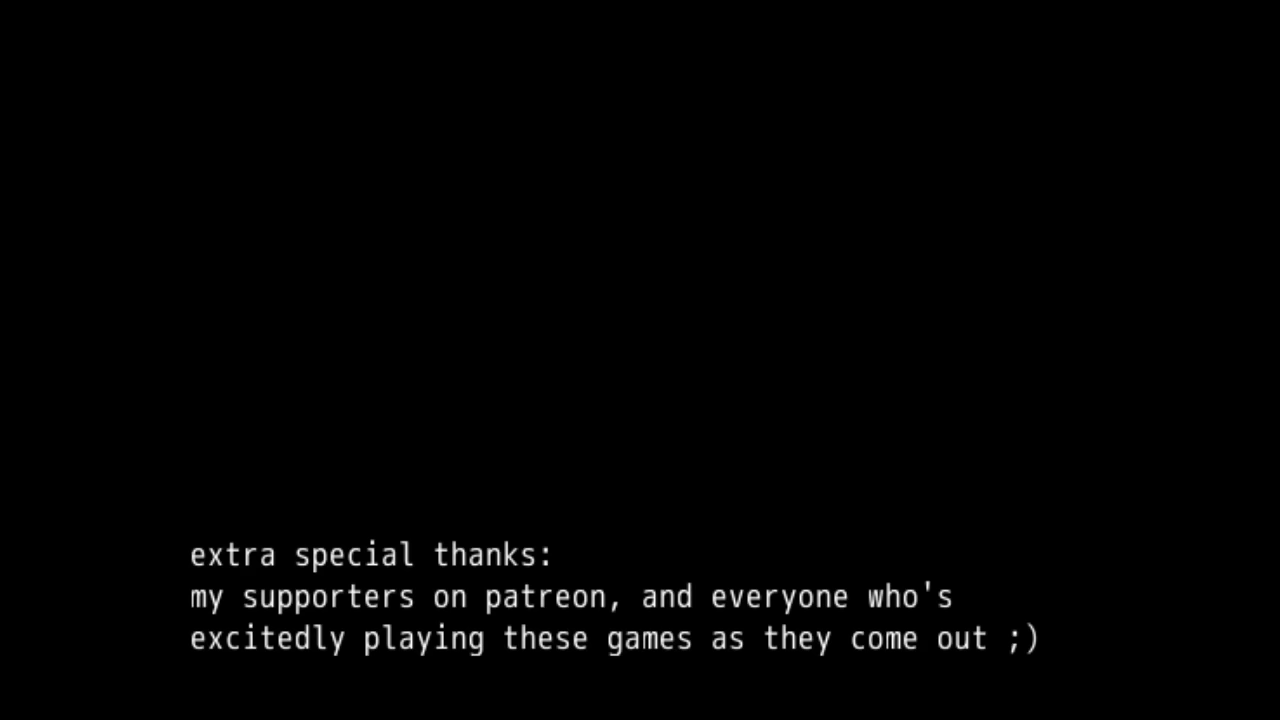 extra special thanks:
my supporters on patreon, and everyone who's
excitedly playing these games as they come out ;)